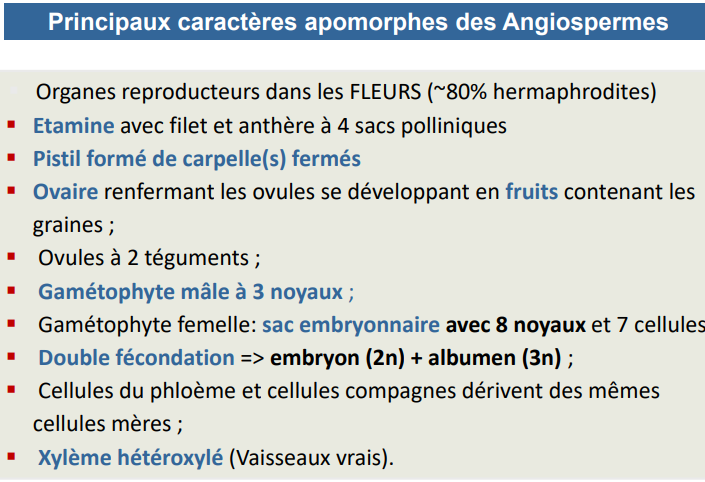 Principaux caractères apomorphes des Angiospermes
Organes reproducteurs dans les FLEURS (~80% hermaphrodites)
▪ Etamine avec filet et anthère à 4 sacs polliniques
▪ Pistil formé de carpelle(s) fermés
▪ Ovaire renfermant les ovules se développant en fruits contenant les
graines ;
▪ Ovules à 2 téguments ;
▪ Gamétophyte mâle à 3 noyaux ;
▪ Gamétophyte femelle: sac embryonnaire avec 8 noyaux et 7 cellules
▪ Double fécondation => embryon (2n) + albumen (3n) ;
▪ Cellules du phloème et cellules compagnes dérivent des mêmes
cellules mères ;
▪ Xylème hétéroxylé (Vaisseaux vrais).